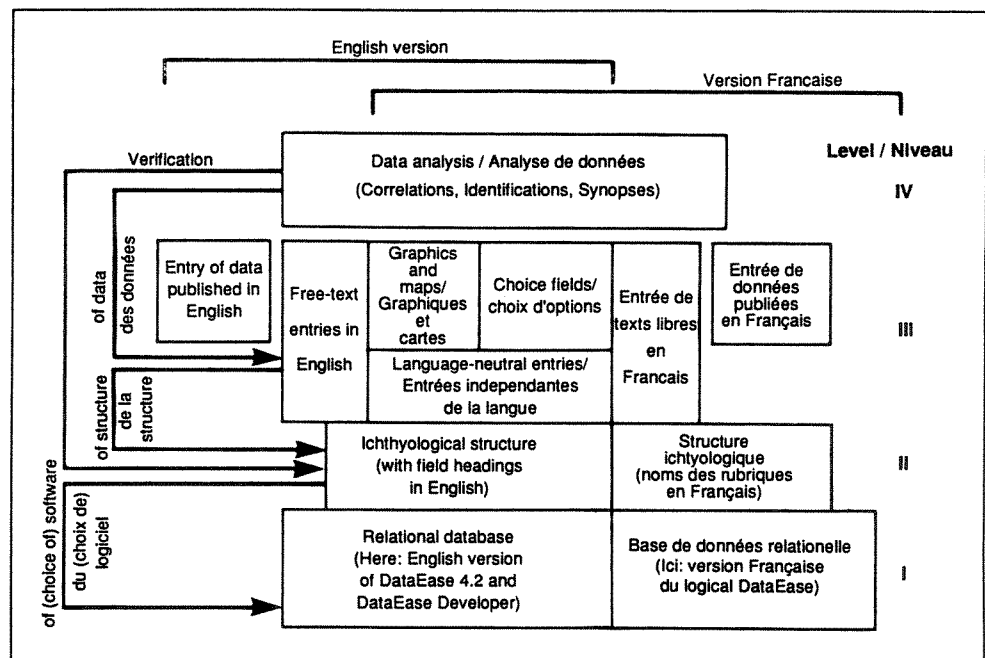 English version
Version Francaise
Level / Niveau
Verification
Data analysis / Analyse de données
(Correlations, Identifications, Synopses)
IV
of data
des données
Entry of data
published in
English
Free-text
entries in
English
Graphics
and
maps/
Graphiques
et
cartes
Choice fields/
choix d'options
Language-neutral entries/
Entrées independantes
de la langue
Entrée de
texts libres
en
Francais
Entrée de
données
publiées
en Français
III
of structure
de la
structure
Ichthyological structure
(with field headings
in English)
Structure
ichtyologique
(noms des rubriques
en Français)
II
of (choice of) software
du (choix de)
logiciel
Relational database
(Here: English version
of DataEase 4.2 and
DataEase Developer)
Base de données relationelle
(Ici: version Française
du logical DataEase)
I